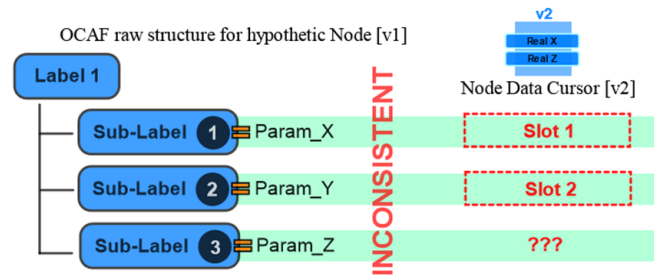 OCAF raw structure for hypothetic Node [v1]
v2
Real X
Real Z
Node Data Cursor [v2]
Label 1
Sub-Label 1 Param_X
Slot 1
Sub-Label 2 Param_Y
Slot 2
Sub-Label 3 Param_Z
???
INCONSISTENT